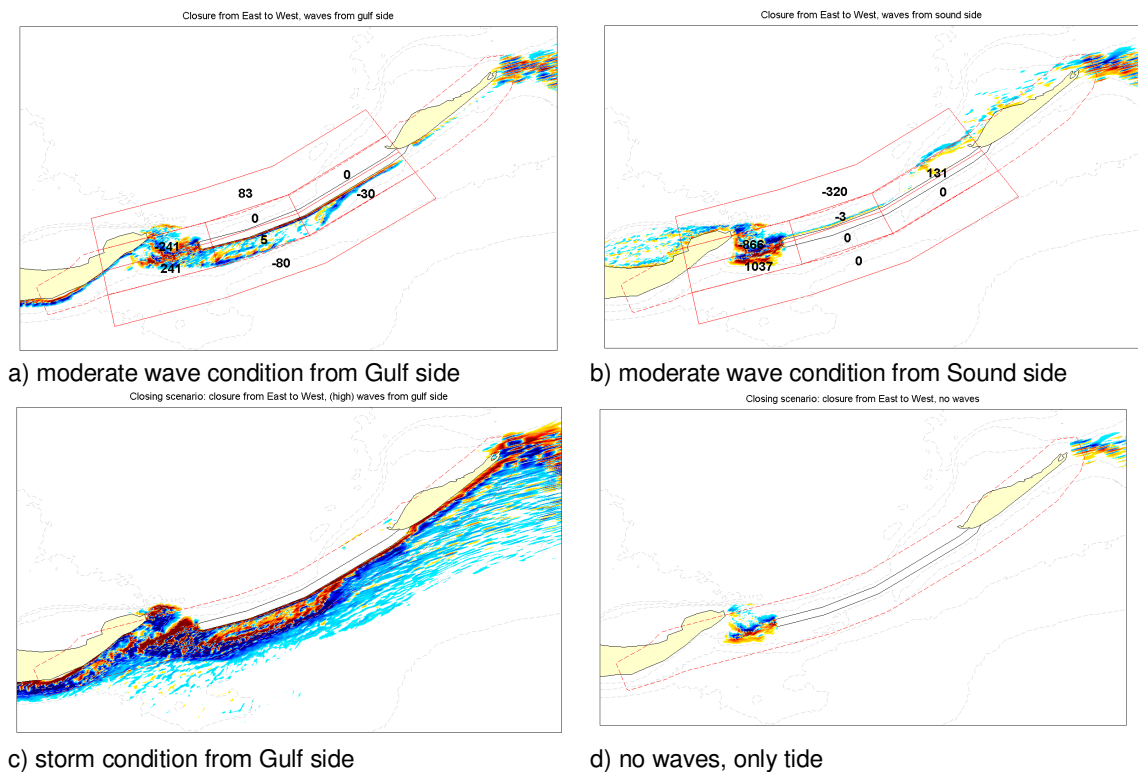 Closure from East to West, waves from gulf side
83
0
0
-30
-241
5
241
-80
a) moderate wave condition from Gulf side
Closure from East to West, waves from sound side
-320
131
0
-3
-866
0
1037
0
b) moderate wave condition from Sound side
Closing scenario: closure from East to West, (high) waves from gulf side
c) storm condition from Gulf side
Closing scenario: closure from East to West, no waves
d) no waves, only tide